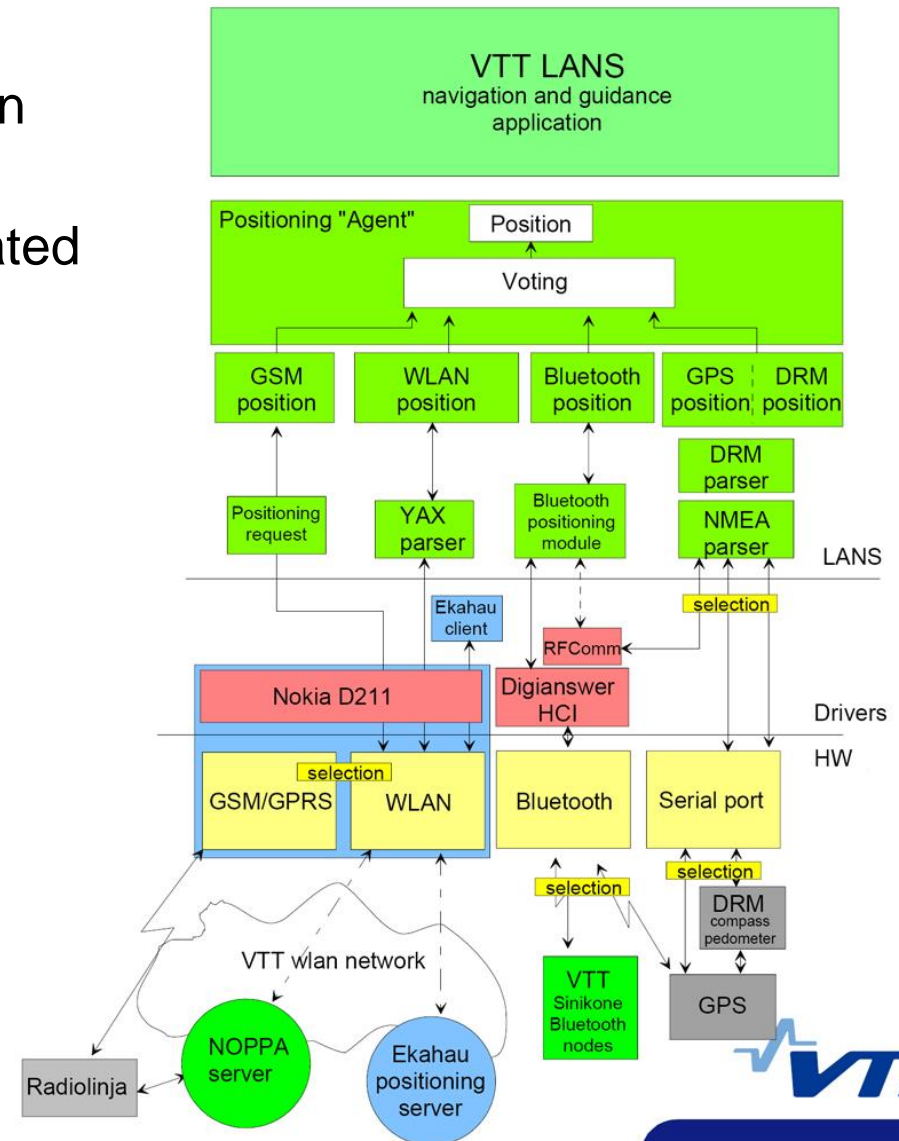 VTT LANS
navigation and guidance
application
Positioning "Agent"
Position
Voting
GSM
position
WLAN
position
Bluetooth
position
GPS
position
DRM
position
DRM
parser
Positioning
request
YAX
parser
Bluetooth
positioning
module
NMEA
parser
LANS
selection
Ekahau
client
RFComm
Nokia D211
Digianswer
HCI
Drivers
HW
selection
GSM/GPRS
WLAN
Bluetooth
Serial port
selection
selection
DRM
compass
pedometer
VTT wlan network
VTT
Sinikone
Bluetooth
nodes
GPS
NOPPA
server
Ekahau
positioning
server
Radiolinja